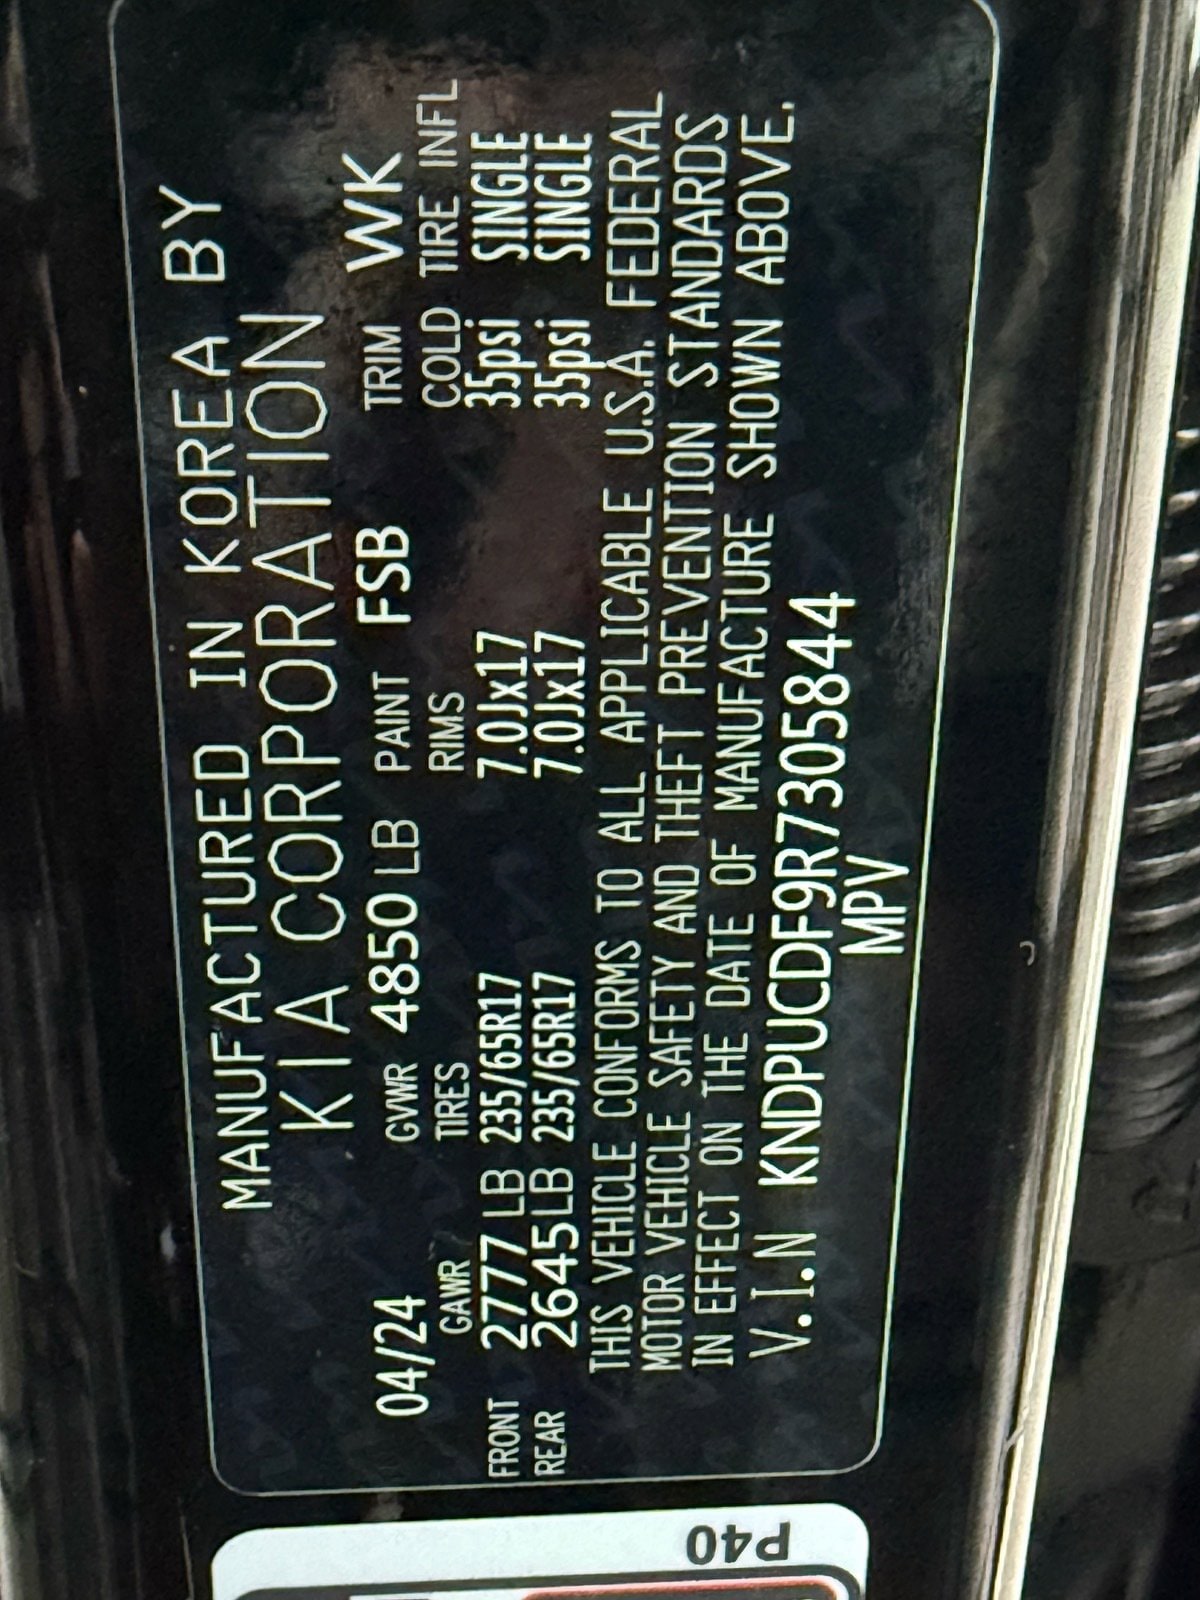 MANUFACTURED IN KOREA BY
KIA CORPORATION
04/24 GVWR 4850 LB PAINT FSB TRIM WK
GAWR TIRES RIMS COLD TIRE INFL
FRONT 2777 LB 235/65R17 7.0Jx17 35psi SINGLE
REAR 2645LB 235/65R17 7.0Jx17 35psi SINGLE
THIS VEHICLE CONFORMS TO ALL APPLICABLE U.S.A. FEDERAL
MOTOR VEHICLE SAFETY AND THEFT PREVENTION STANDARDS
IN EFFECT ON THE DATE OF MANUFACTURE SHOWN ABOVE.
V.I.N KNDPUCDF9R7305844
MPV
P40